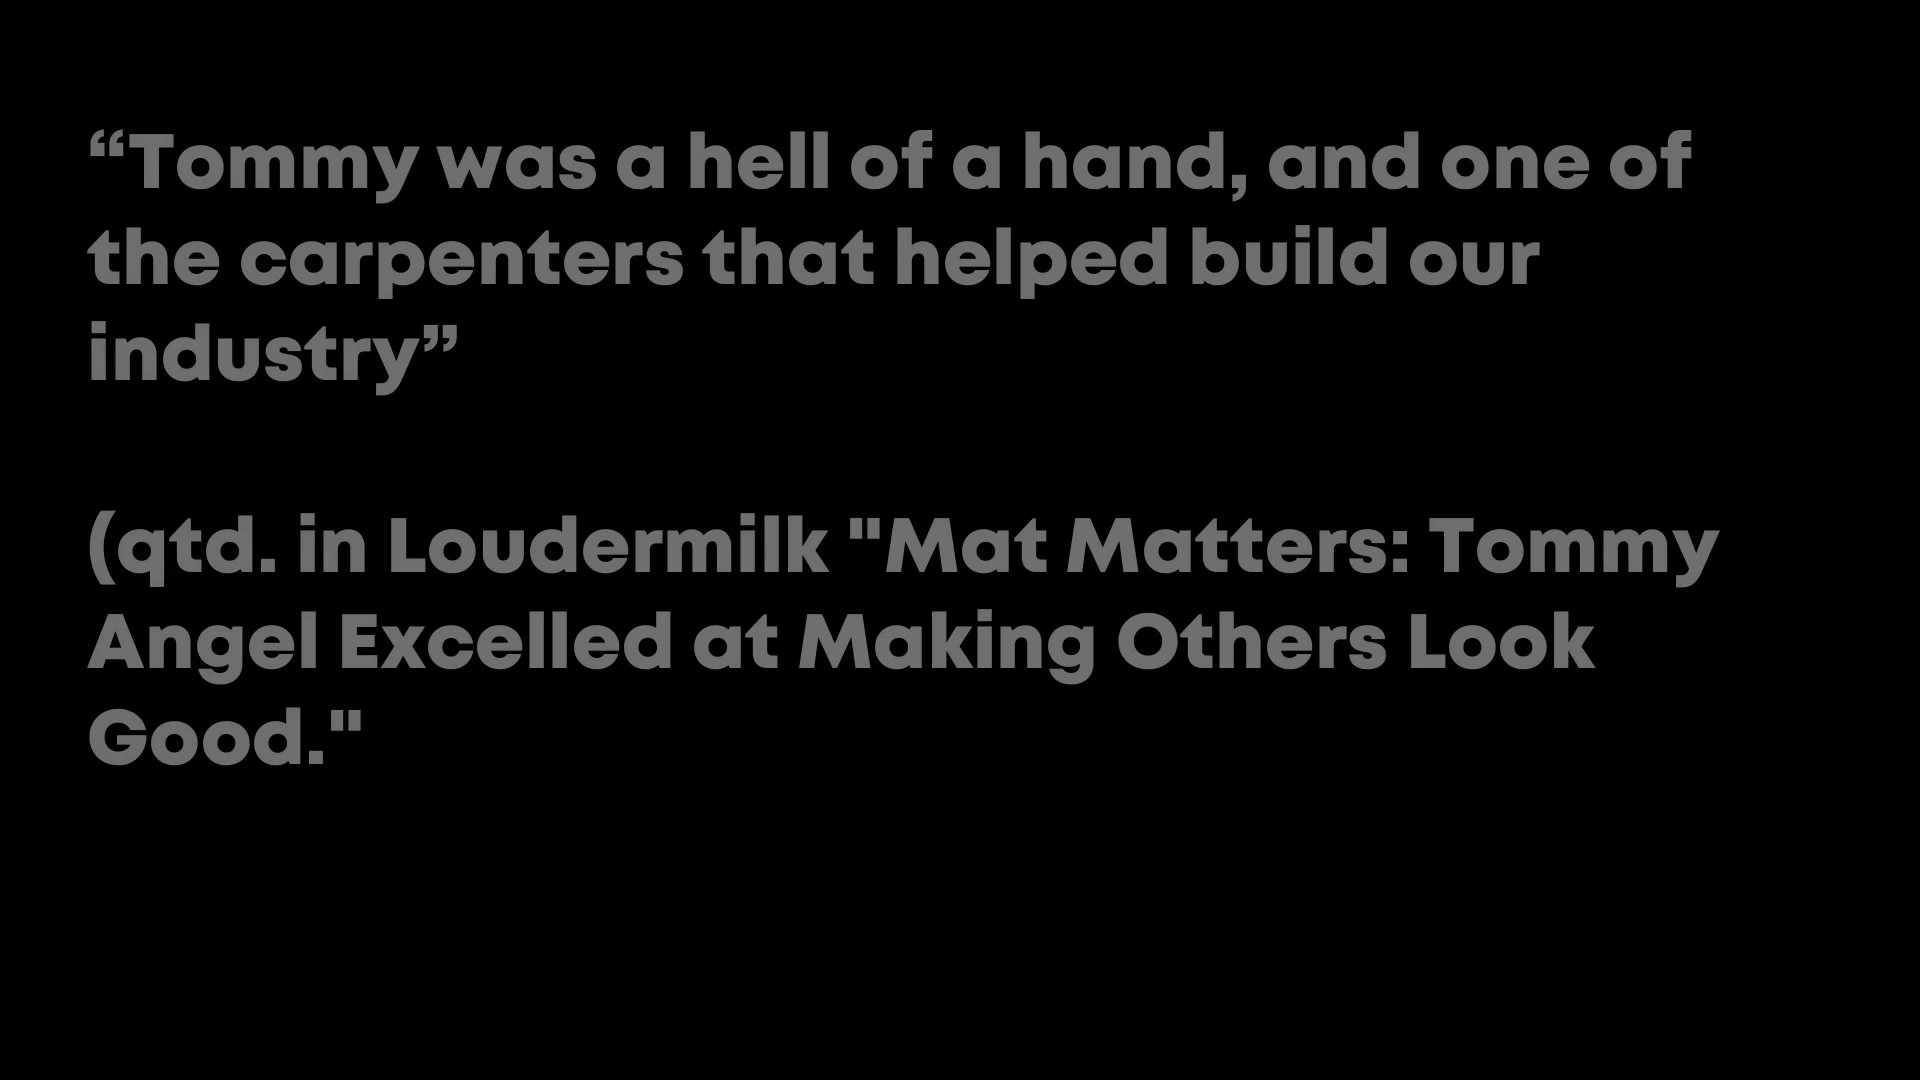 “Tommy was a hell of a hand, and one of
the carpenters that helped build our
industry”
(qtd. in Loudermilk "Mat Matters: Tommy
Angel Excelled at Making Others Look
Good."